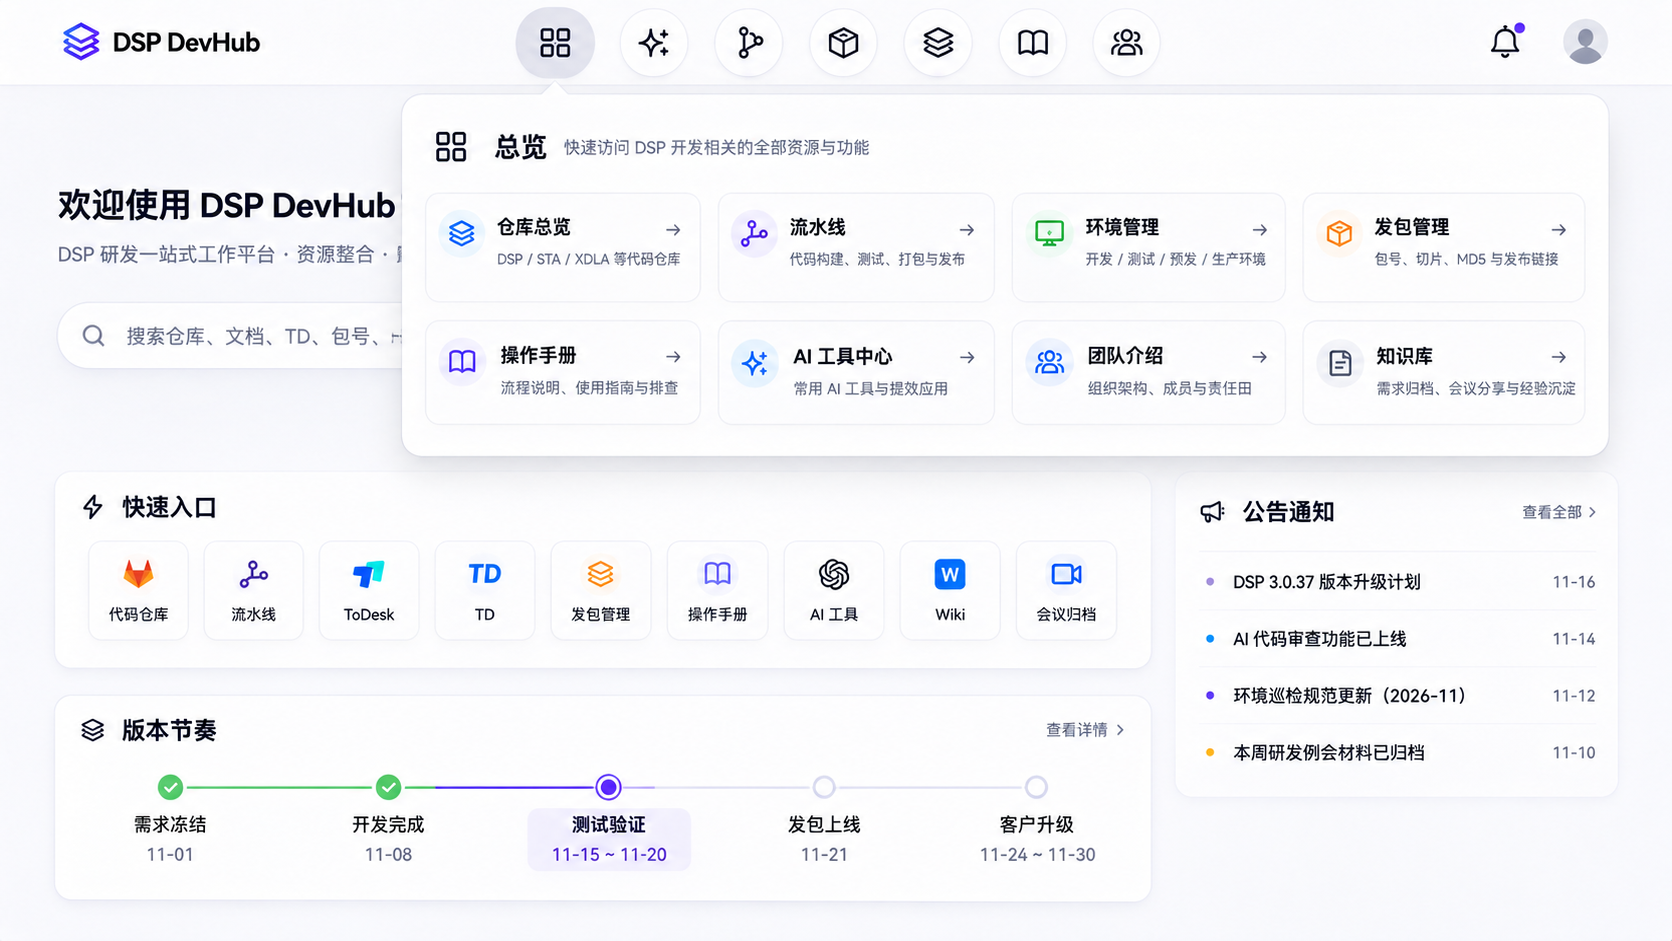 DSP DevHub
总览 快速访问 DSP 开发相关的全部资源与功能
欢迎使用 DSP DevHub
DSP 研发一站式工作平台 · 资源整合 ·
搜索仓库、文档、TD、包号、
仓库总览
DSP / STA / XDLA 等代码仓库
流水线
代码构建、测试、打包与发布
环境管理
开发 / 测试 / 预发 / 生产环境
发包管理
包号、切片、MD5 与发布链接
操作手册
流程说明、使用指南与排查
AI 工具中心
常用 AI 工具与提效应用
团队介绍
组织架构、成员与责任田
知识库
需求归档、会议分享与经验沉淀
快速入口
代码仓库
流水线
ToDesk
TD
TD
发包管理
操作手册
AI 工具
W
Wiki
会议归档
版本节奏
查看详情
需求冻结
11-01
开发完成
11-08
测试验证
11-15 ~ 11-20
发包上线
11-21
客户升级
11-24 ~ 11-30
公告通知
查看全部
DSP 3.0.37 版本升级计划 11-16
AI 代码审查功能已上线 11-14
环境巡检规范更新（2026-11） 11-12
本周研发例会材料已归档 11-10